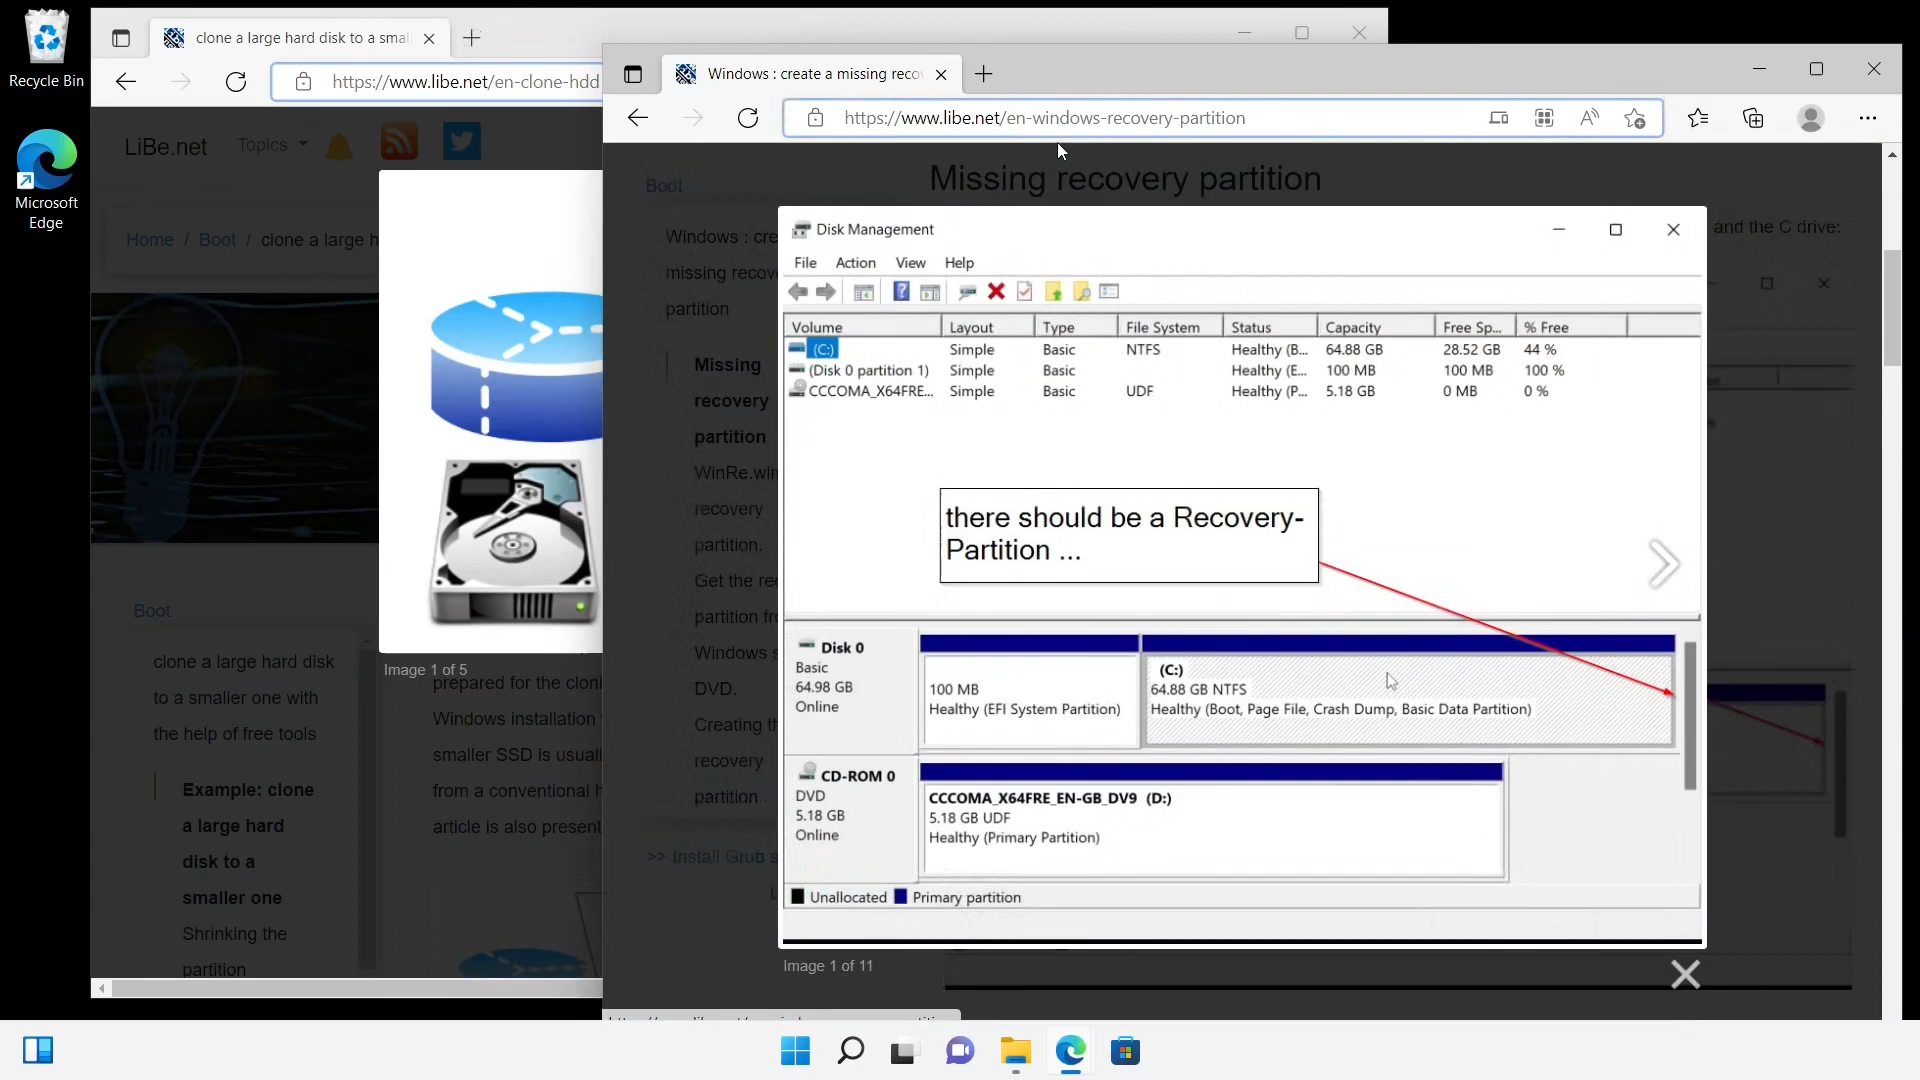 Recycle Bin
Microsoft
Edge
clone a large hard disk to a smal
https://www.libe.net/en-clone-hdd
LiBe.net
Topics
Home / Boot / clone a large h
Boot
clone a large hard disk
to a smaller one with
the help of free tools
Example: clone
a large hard
disk to a
smaller one
Shrinking the
partition
Image 1 of 5
prepared for the cloni
Windows installation
smaller SSD is usuall
from a conventional h
article is also present
Windows : create a missing reco
https://www.libe.net/en-windows-recovery-partition
Missing recovery partition
and the C drive:
Boot
Windows : cre
missing recov
partition
Missing
recovery
partition
WinRe.wim
recovery
partition.
Get the re
partition fr
Windows s
DVD.
Creating th
recovery
partition
>> Install Grub s
Disk Management
File Action View Help
Volume Layout Type File System Status Capacity Free Sp... % Free
(C:) Simple Basic NTFS Healthy (B... 64.88 GB 28.52 GB 44 %
(Disk 0 partition 1) Simple Basic Healthy (E... 100 MB 100 MB 100 %
CCCOMA_X64FRE... Simple Basic UDF Healthy (P... 5.18 GB 0 MB 0 %
there should be a Recovery-
Partition ...
Disk 0
Basic
64.98 GB
Online
100 MB
Healthy (EFI System Partition)
(C:)
64.88 GB NTFS
Healthy (Boot, Page File, Crash Dump, Basic Data Partition)
CD-ROM 0
DVD
5.18 GB
Online
CCCOMA_X64FRE_EN-GB_DV9 (D:)
5.18 GB UDF
Healthy (Primary Partition)
Unallocated Primary partition
Image 1 of 11